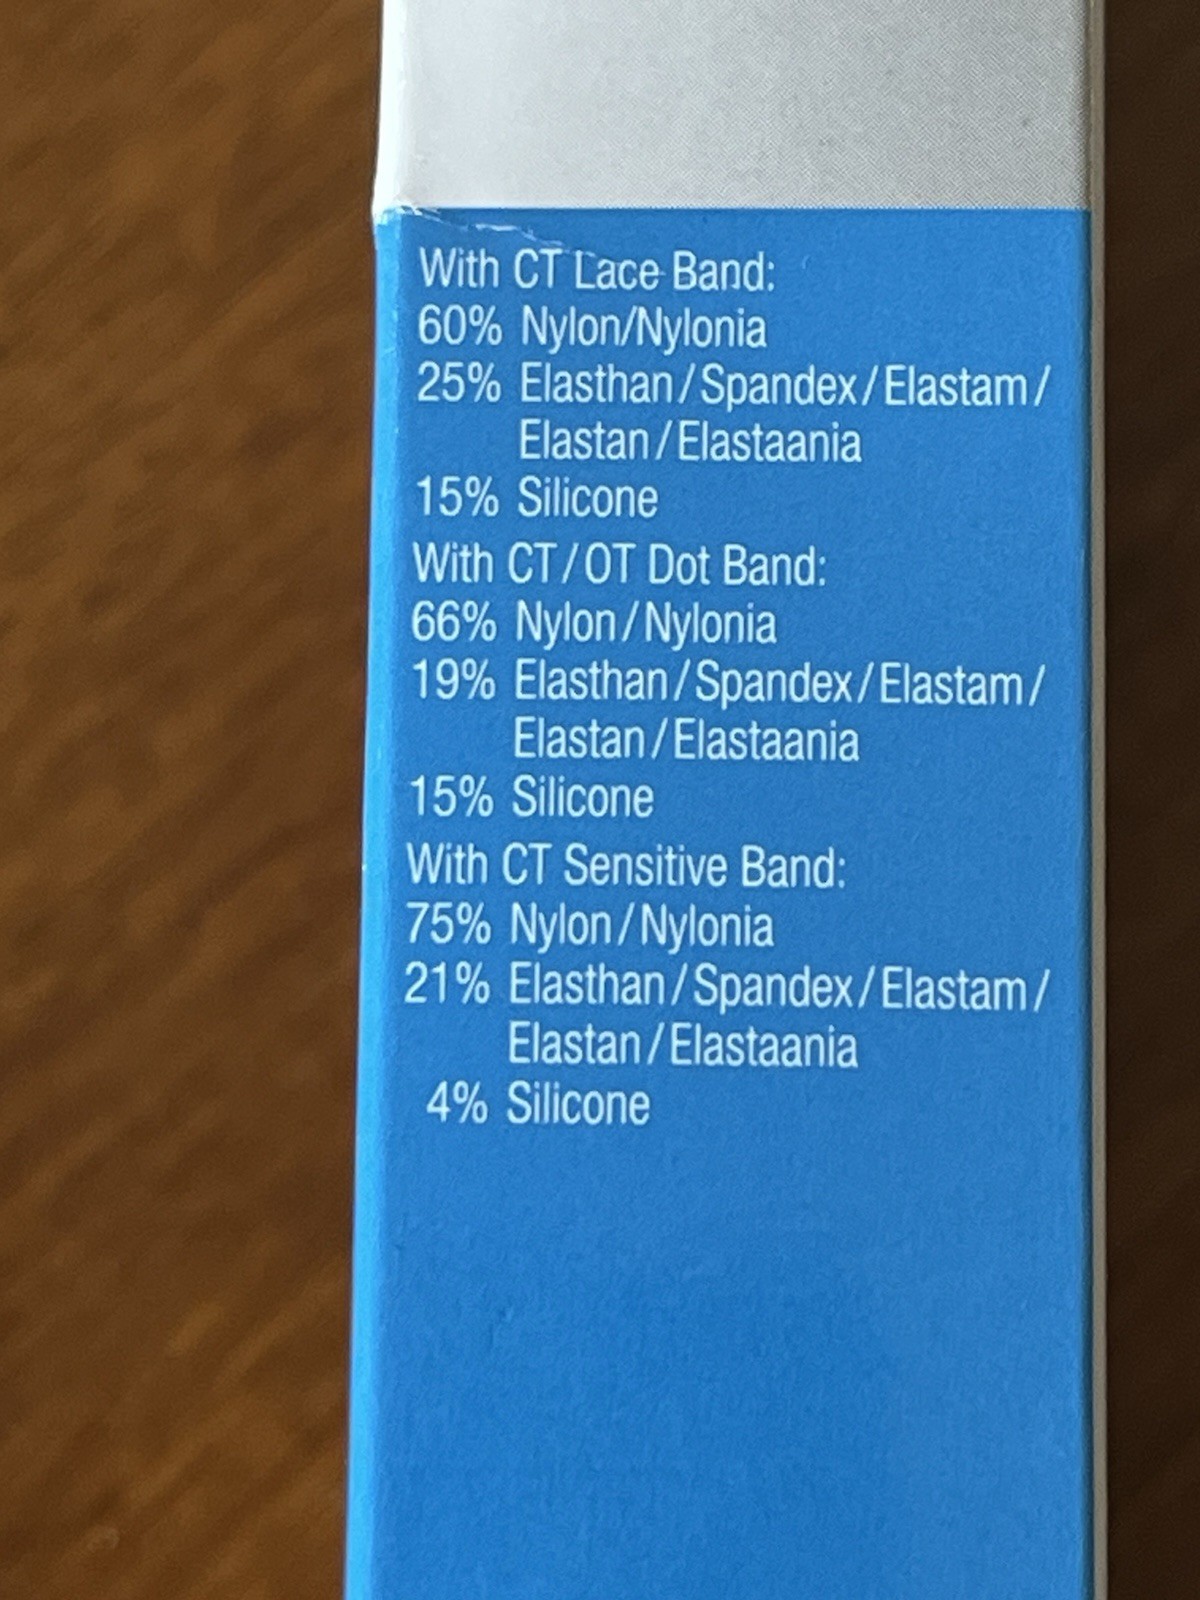 With CT Lace Band:
60% Nylon/Nylonia
25% Elasthan/Spandex/Elastam/
Elastan/Elastaania
15% Silicone
With CT/OT Dot Band:
66% Nylon/Nylonia
19% Elasthan/Spandex/Elastam/
Elastan/Elastaania
15% Silicone
With CT Sensitive Band:
75% Nylon/Nylonia
21% Elasthan/Spandex/Elastam/
Elastan/Elastaania
4% Silicone